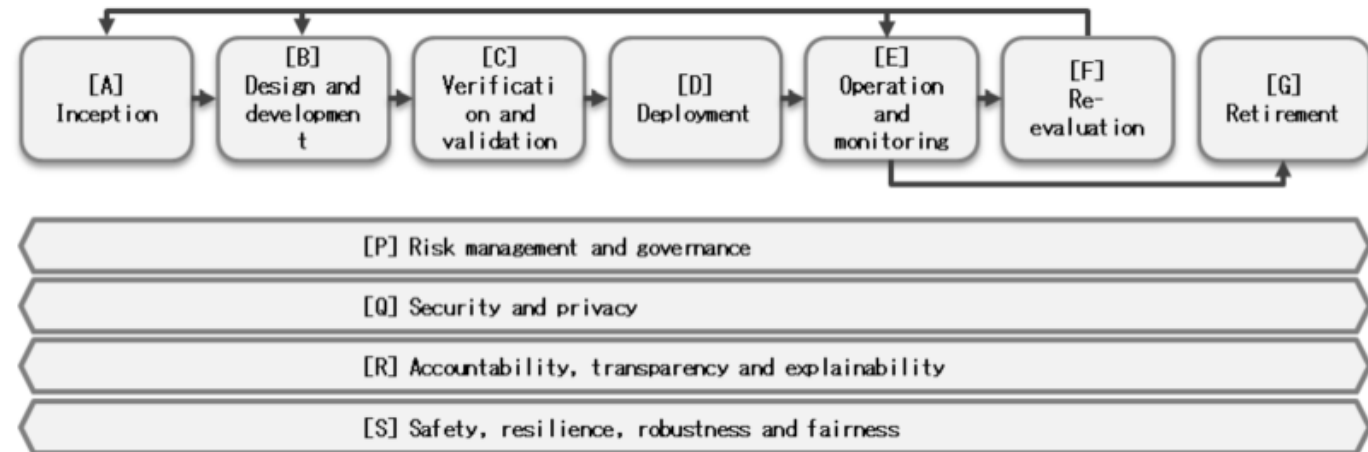 [A]
Inception
[B]
Design and
developmen
t
[C]
Verificati
on and
validation
[D]
Deployment
[E]
Operation
and
monitoring
[F]
Re-
evaluation
[G]
Retirement
[P] Risk management and governance
[Q] Security and privacy
[R] Accountability, transparency and explainability
[S] Safety, resilience, robustness and fairness